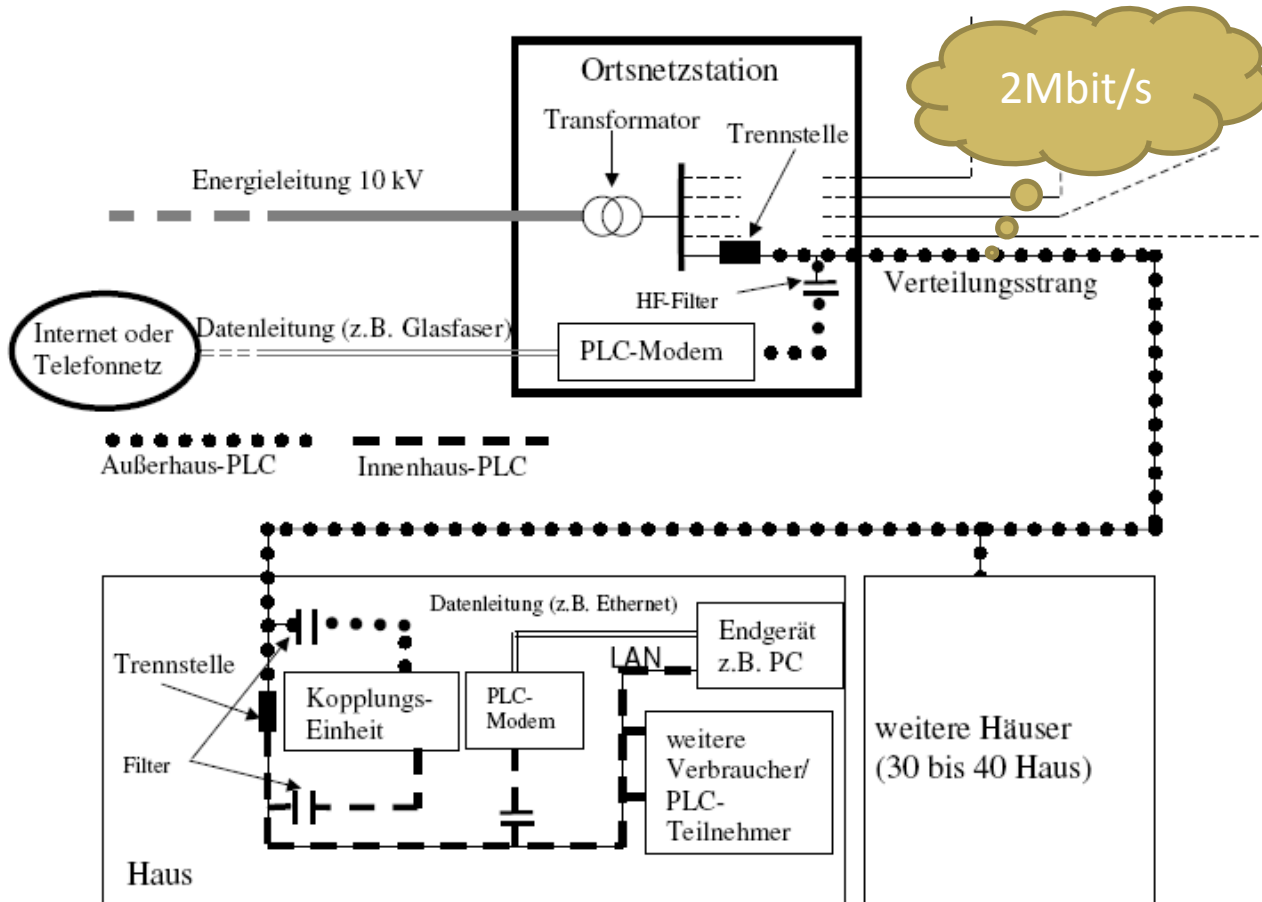 Ortsnetzstation
2Mbit/s
Transformator
Trennstelle
Energieleitung 10 kV
HF-Filter
Verteilungsstrang
Internet oder
Telefonnetz
Datenleitung (z.B. Glasfaser)
PLC-Modem
Außerhaus-PLC
Innenhaus-PLC
Datenleitung (z.B. Ethernet)
Endgerät
z.B. PC
LAN
Trennstelle
Kopplungs-
Einheit
PLC-
Modem
Filter
weitere
Verbraucher/
PLC-
Teilnehmer
weitere Häuser
(30 bis 40 Haus)
Haus